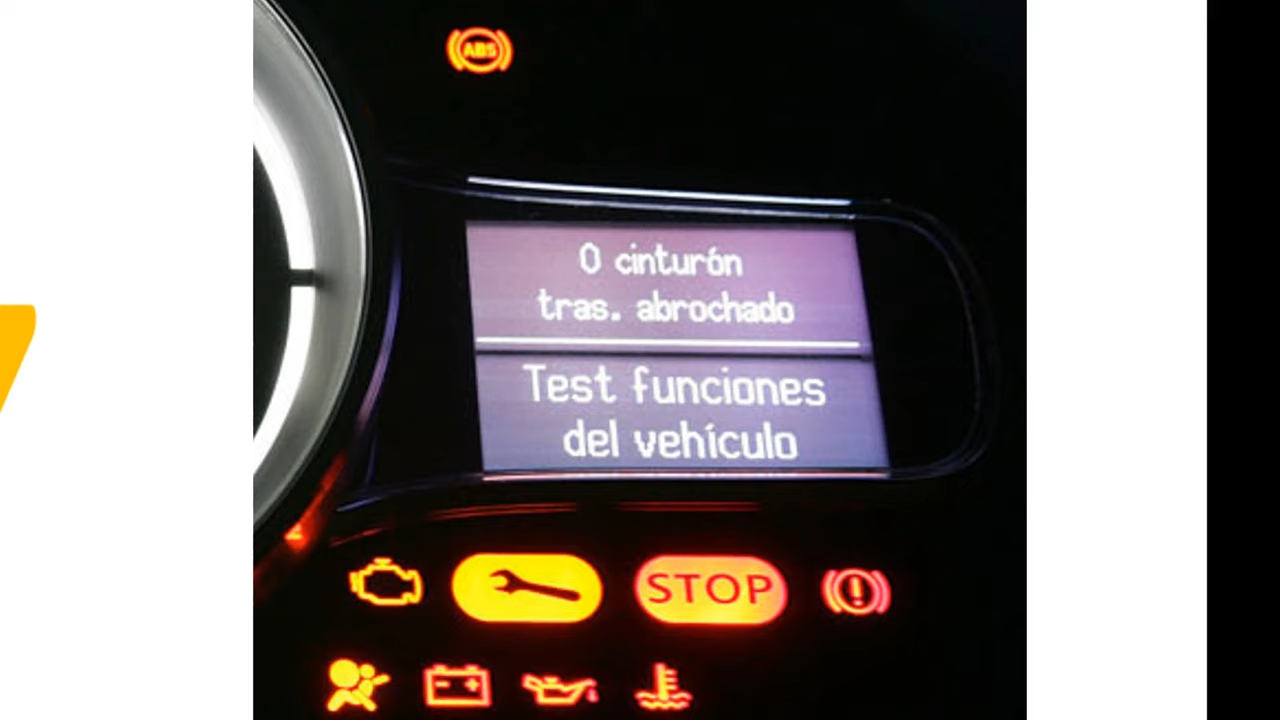 ABS
0 cinturón
tras. abrochado
Test funciones
del vehículo
STOP